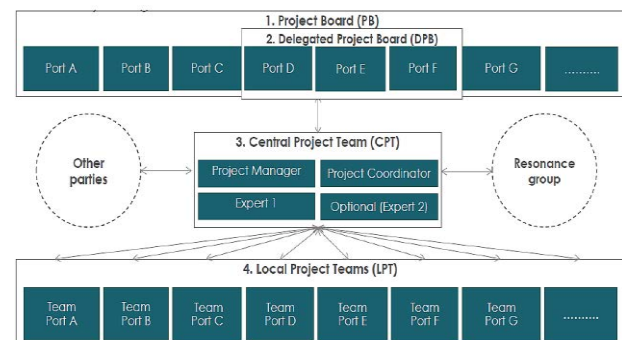 1. Project Board (PB)
2. Delegated Project Board (DPB)
Port A
Port B
Port C
Port D
Port E
Port F
Port G
..........
Other
parties
3. Central Project Team (CPT)
Project Manager
Project Coordinator
Expert 1
Optional (Expert 2)
Resonance
group
4. Local Project Teams (LPT)
Team
Port A
Team
Port B
Team
Port C
Team
Port D
Team
Port E
Team
Port F
Team
Port G
..........